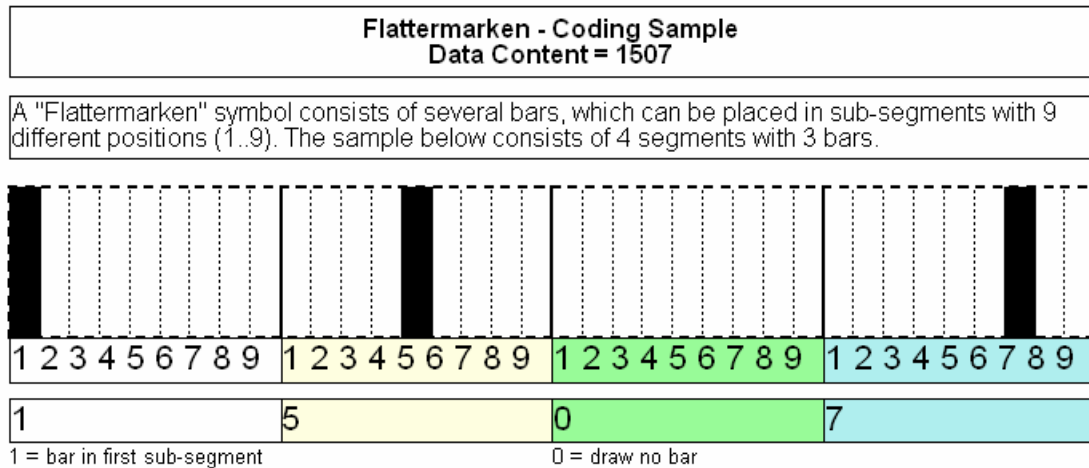 Flattermarken - Coding Sample
Data Content = 1507
A "Flattermarken" symbol consists of several bars, which can be placed in sub-segments with 9
different positions (1..9). The sample below consists of 4 segments with 3 bars.
1 2 3 4 5 6 7 8 9 1 2 3 4 5 6 7 8 9 1 2 3 4 5 6 7 8 9 1 2 3 4 5 6 7 8 9
1 5 0 7
1 = bar in first sub-segment 0 = draw no bar